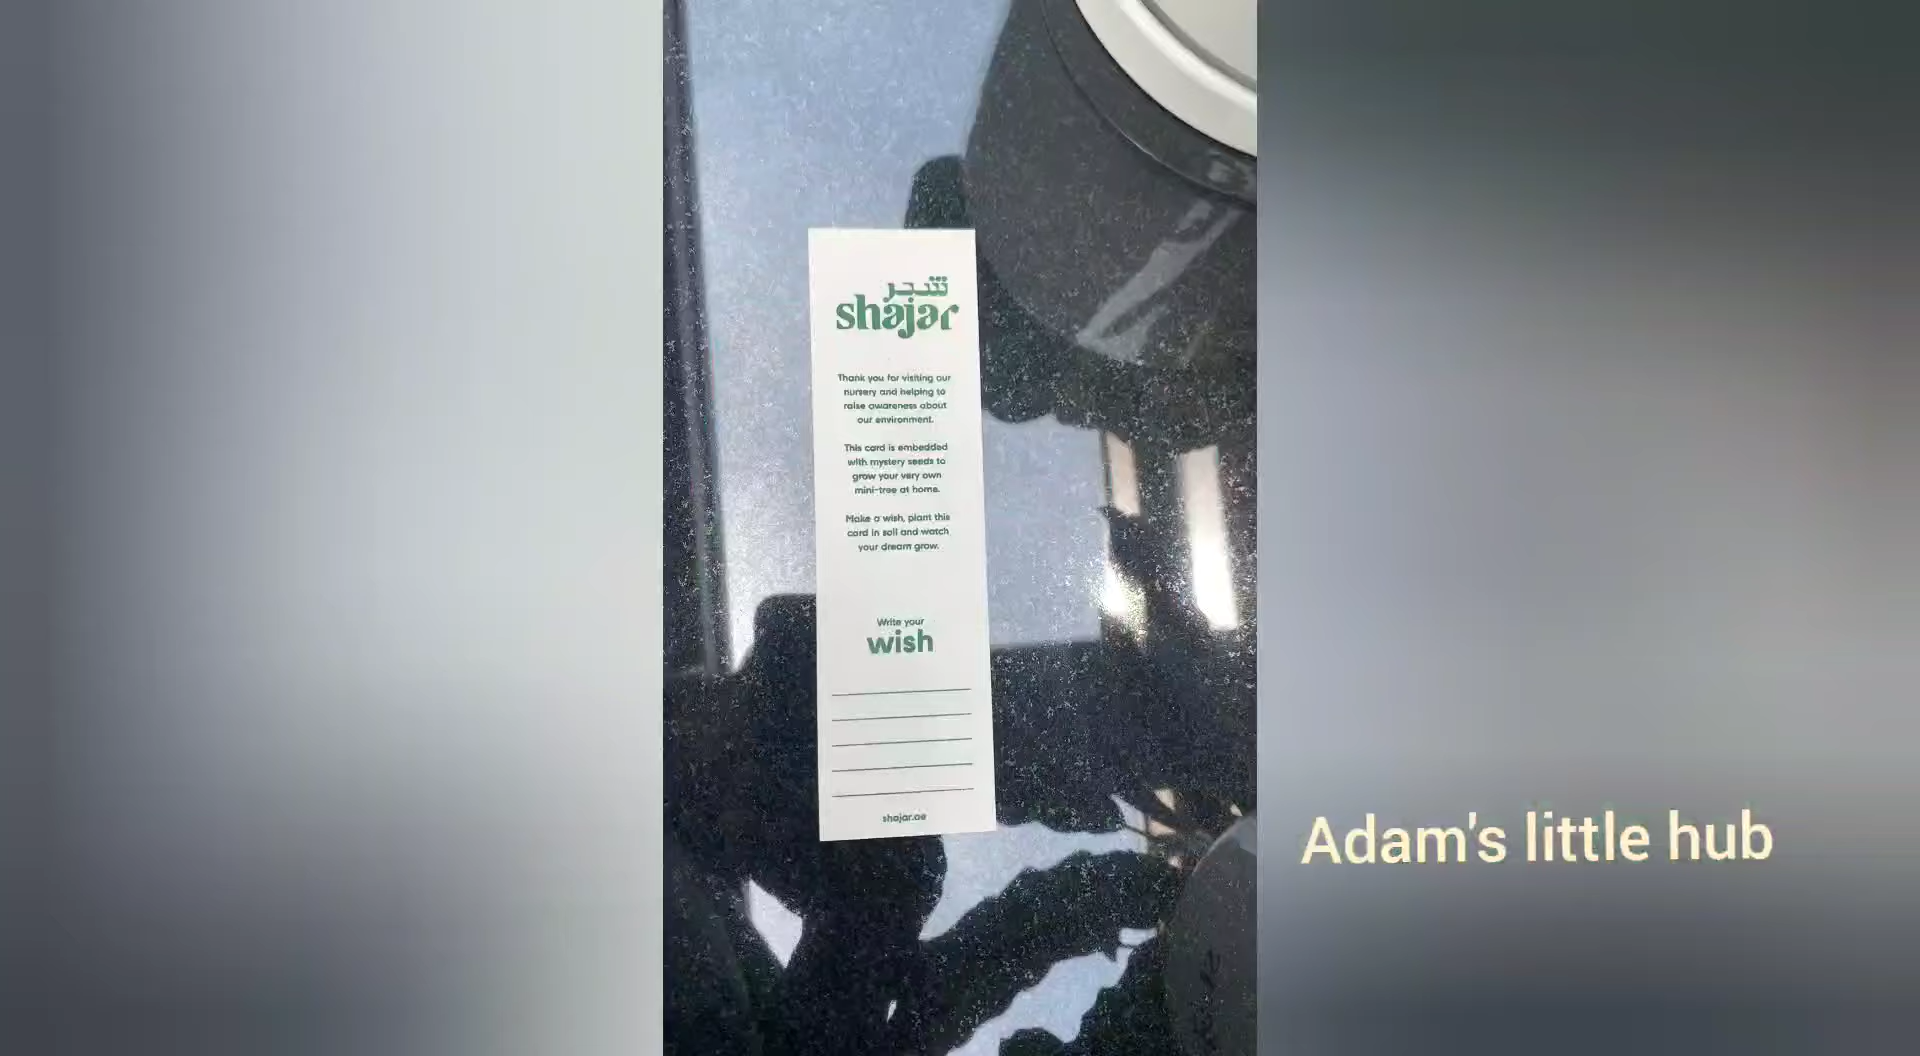 شجر
shajar
Thank you for visiting our
nursery and helping to
raise awareness about
our environment.
This card is embedded
with mystery seeds to
grow your very own
mini-tree at home.
Make a wish, plant this
card in soil and watch
your dream grow.
Write your
wish
shajar.ae
Adam's little hub